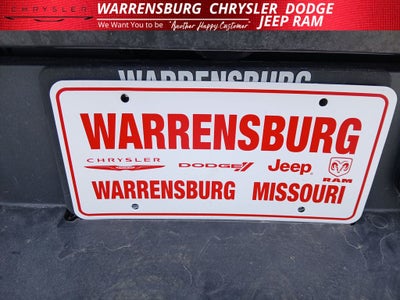 CHRYSLER
WARRENSBURG CHRYSLER DODGE
JEEP RAM
We Want You to be "Another Happy Customer"
WARRENSBURG
WARRENSBURG
CHRYSLER DODGE Jeep RAM
WARRENSBURG MISSOURI